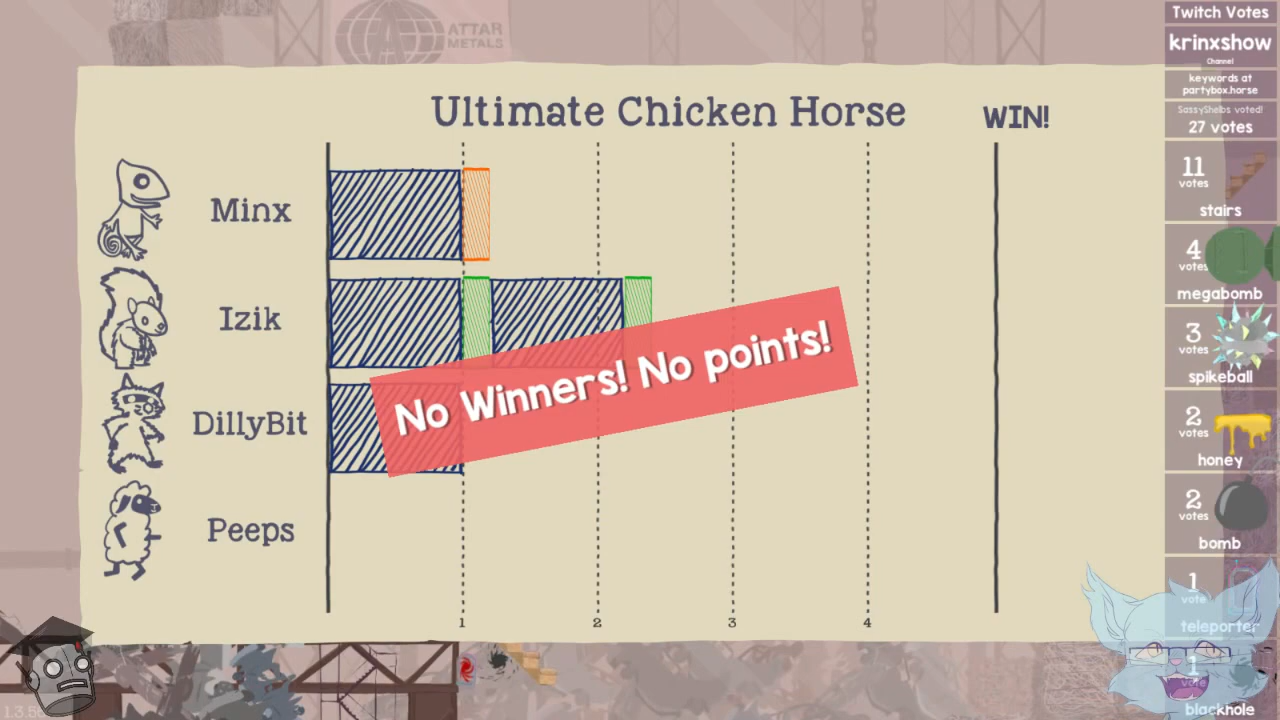 ATTAR
METALS
Ultimate Chicken Horse
WIN!
Minx
Izik
DillyBit
Peeps
No Winners! No points!
1
2
3
4
Twitch Votes
krinxshow
Channel
keywords at
partybox.horse
SassyShelbs voted!
27 votes
11
votes
stairs
4
votes
megabomb
3
votes
spikeball
2
votes
honey
2
votes
bomb
1
vote
teleporter
1
blackhole